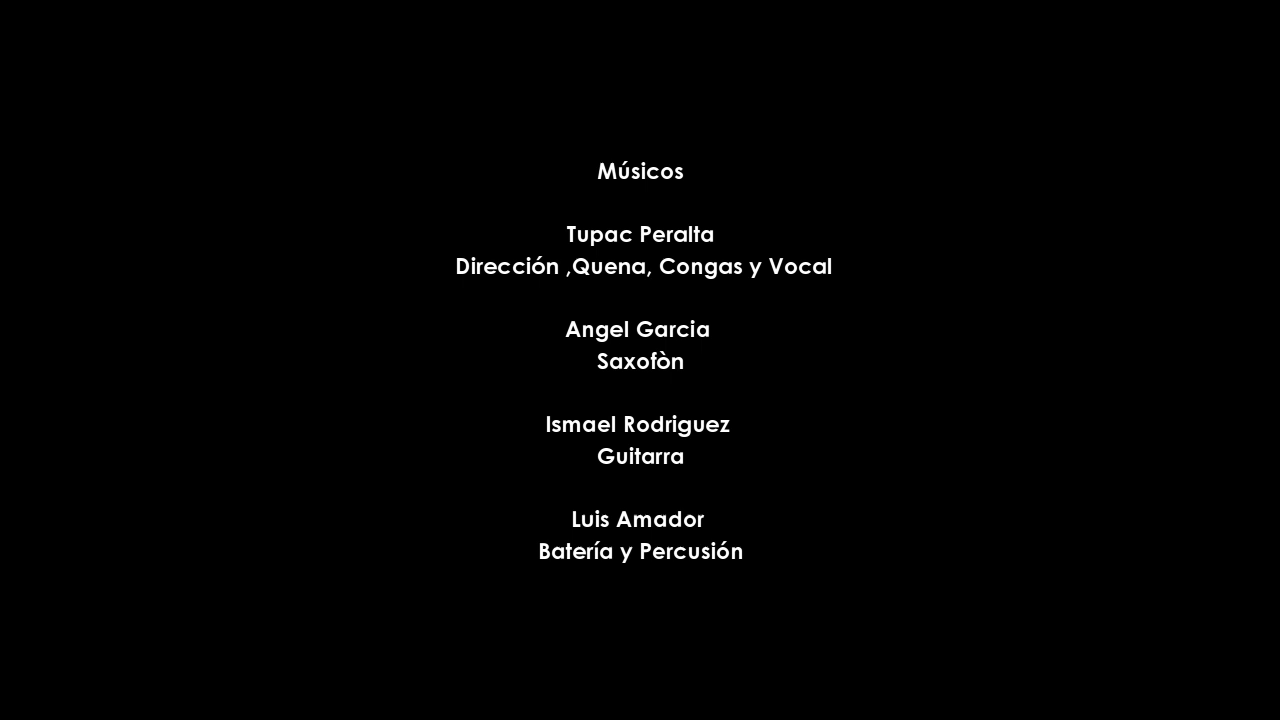 Músicos
Tupac Peralta
Dirección ,Quena, Congas y Vocal
Angel Garcia
Saxofòn
Ismael Rodriguez
Guitarra
Luis Amador
Batería y Percusión